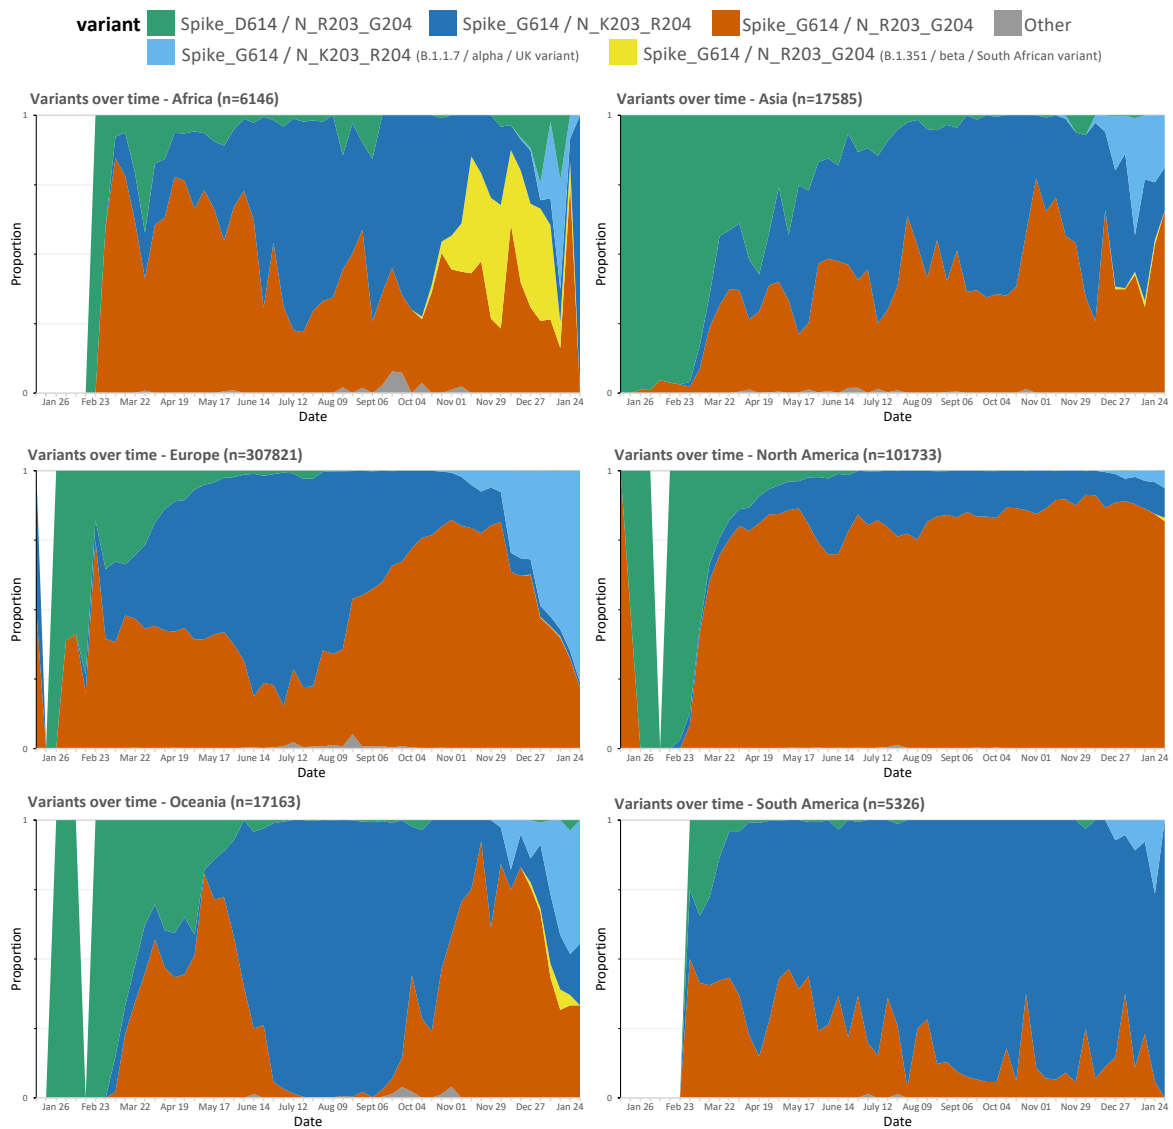 variant Spike_D614 / N_R203_G204 Spike_G614 / N_K203_R204 Spike_G614 / N_R203_G204 Other
Spike_G614 / N_K203_R204 (B.1.1.7 / alpha / UK variant) Spike_G614 / N_R203_G204 (B.1.351 / beta / South African variant)
Variants over time - Africa (n=6146)
1
Proportion
0
Jan 26 Feb 23 Mar 22 Apr 19 May 17 June 14 July 12 Aug 09 Sept 06 Oct 04 Nov 01 Nov 29 Dec 27 Jan 24
Date
Variants over time - Asia (n=17585)
1
Proportion
0
Jan 26 Feb 23 Mar 22 Apr 19 May 17 June 14 July 12 Aug 09 Sept 06 Oct 04 Nov 01 Nov 29 Dec 27 Jan 24
Date
Variants over time - Europe (n=307821)
1
Proportion
0
Jan 26 Feb 23 Mar 22 Apr 19 May 17 June 14 July 12 Aug 09 Sept 06 Oct 04 Nov 01 Nov 29 Dec 27 Jan 24
Date
Variants over time - North America (n=101733)
1
Proportion
0
Jan 26 Feb 23 Mar 22 Apr 19 May 17 June 14 July 12 Aug 09 Sept 06 Oct 04 Nov 01 Nov 29 Dec 27 Jan 24
Date
Variants over time - Oceania (n=17163)
1
Proportion
0
Jan 26 Feb 23 Mar 22 Apr 19 May 17 June 14 July 12 Aug 09 Sept 06 Oct 04 Nov 01 Nov 29 Dec 27 Jan 24
Date
Variants over time - South America (n=5326)
1
Proportion
0
Jan 26 Feb 23 Mar 22 Apr 19 May 17 June 14 July 12 Aug 09 Sept 06 Oct 04 Nov 01 Nov 29 Dec 27 Jan 24
Date